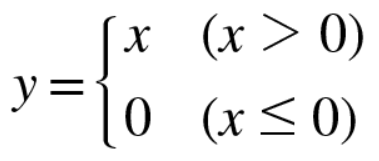 y = { x (x > 0)
0 (x ≤ 0)